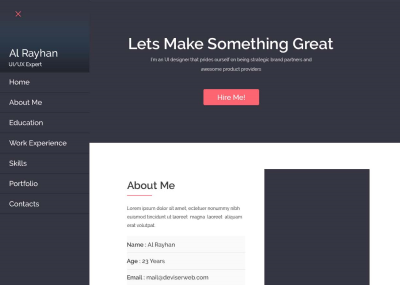 Al Rayhan
UI/UX Expert
Home
About Me
Education
Work Experience
Skills
Portfolio
Contacts
Lets Make Something Great
I'm an UI designer that prides ourself on being strategic brand partners and
awesome product providers
Hire Me!
About Me
Lorem ipsum dolor sit amet, octetuer nonummy nibh
euismod tincidunt ut laoreet magna laoreet aliquam
erat volutpat.
Name : Al Rayhan
Age : 23 Years
Email : mail@deviserweb.com